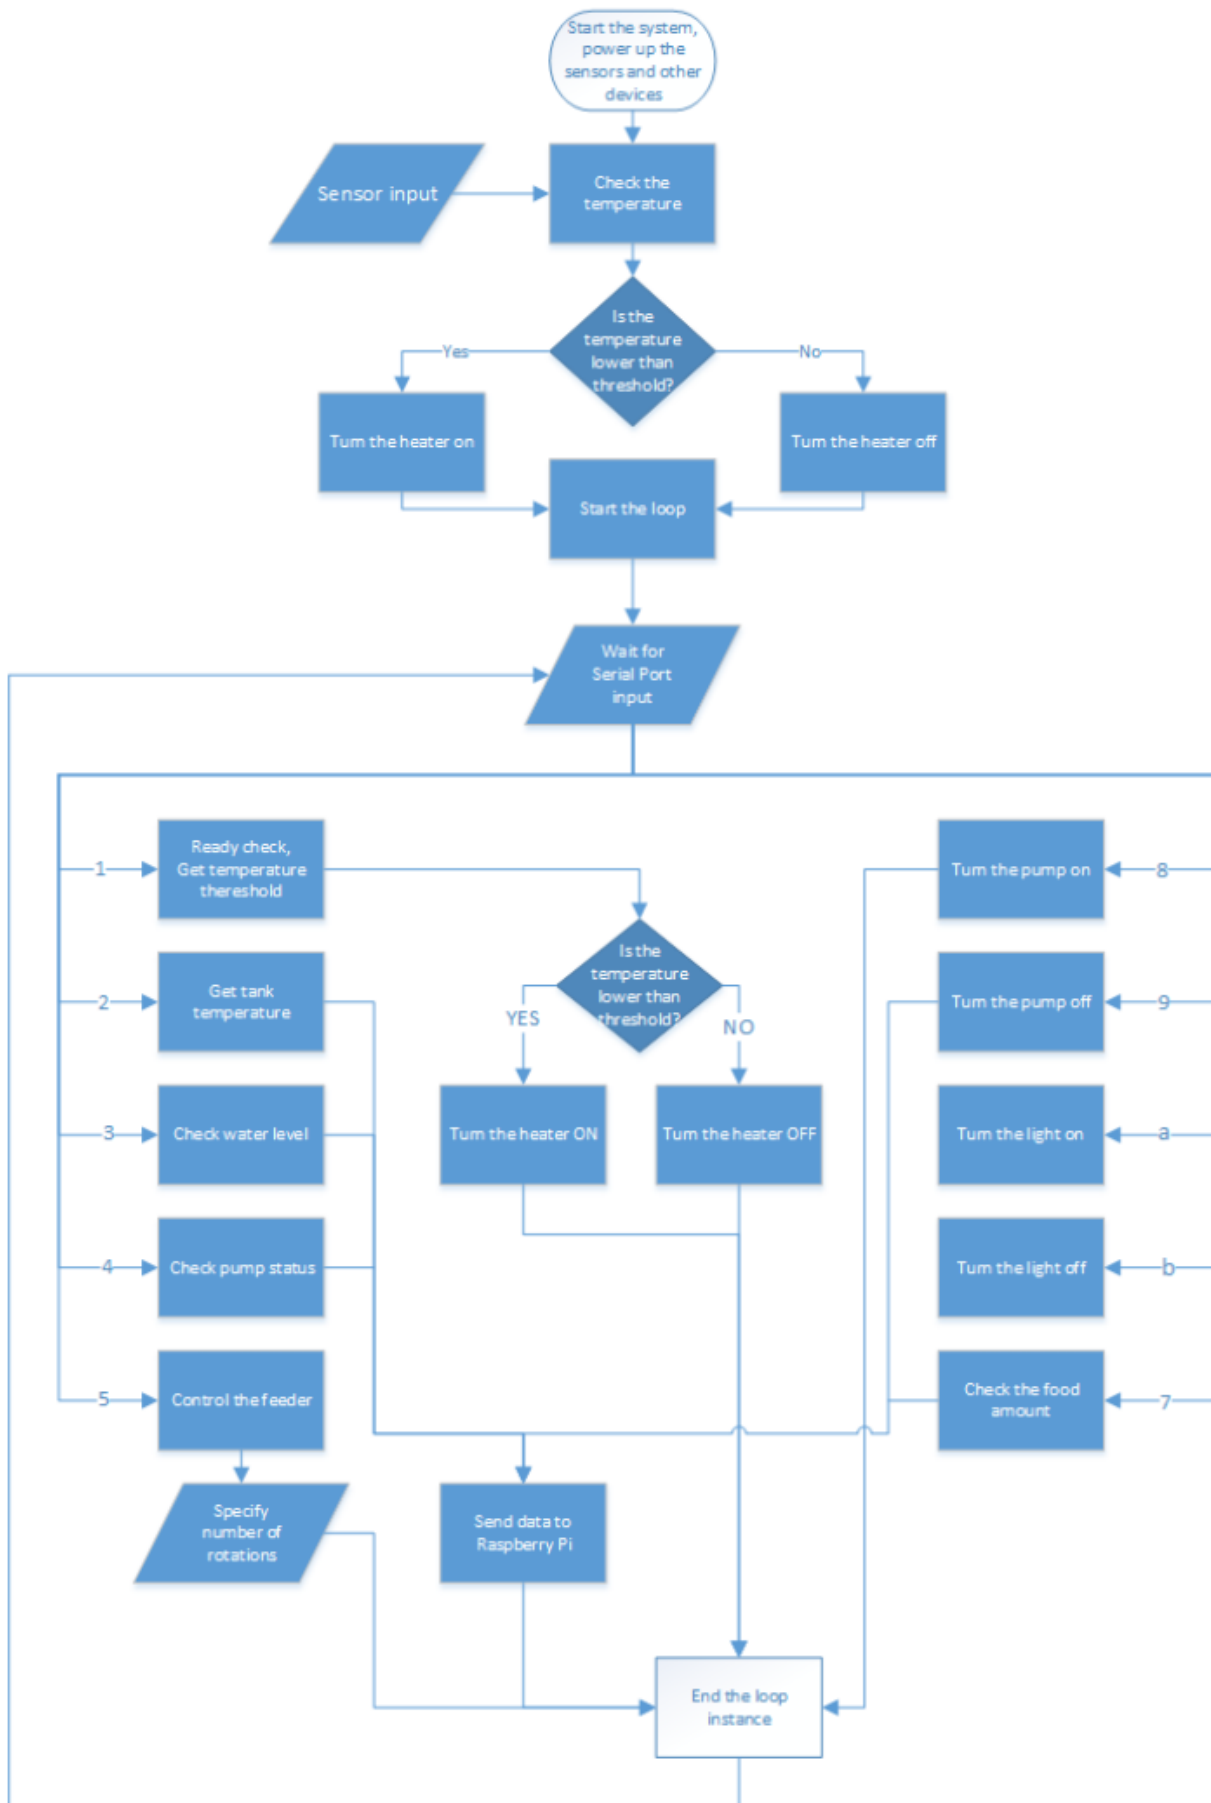 Start the system,
power up the
sensors and other
devices
Sensor input
Check the
temperature
Is the
temperature
lower than
threshold?
Yes
No
Turn the heater on
Turn the heater off
Start the loop
Wait for
Serial Port
input
1
Ready check,
Get temperature
thereshold
Turn the pump on
8
Is the
temperature
lower than
threshold?
2
Get tank
temperature
YES
NO
Turn the pump off
9
3
Check water level
Turn the heater ON
Turn the heater OFF
Turn the light on
a
4
Check pump status
Turn the light off
b
5
Control the feeder
Check the food
amount
7
Specify
number of
rotations
Send data to
Raspberry Pi
End the loop
instance